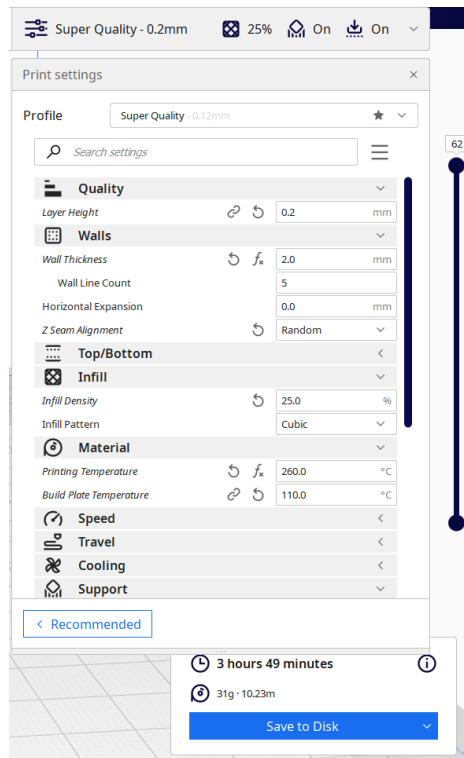 Super Quality - 0.2mm 25% On On
Print settings
Profile Super Quality - 0.12mm
Search settings
Quality
Layer Height 0.2 mm
Walls
Wall Thickness 2.0 mm
Wall Line Count 5
Horizontal Expansion 0.0 mm
Z Seam Alignment Random
Top/Bottom
Infill
Infill Density 25.0 %
Infill Pattern Cubic
Material
Printing Temperature 260.0 °C
Build Plate Temperature 110.0 °C
Speed
Travel
Cooling
Support
Recommended
62
3 hours 49 minutes
31g · 10.23m
Save to Disk